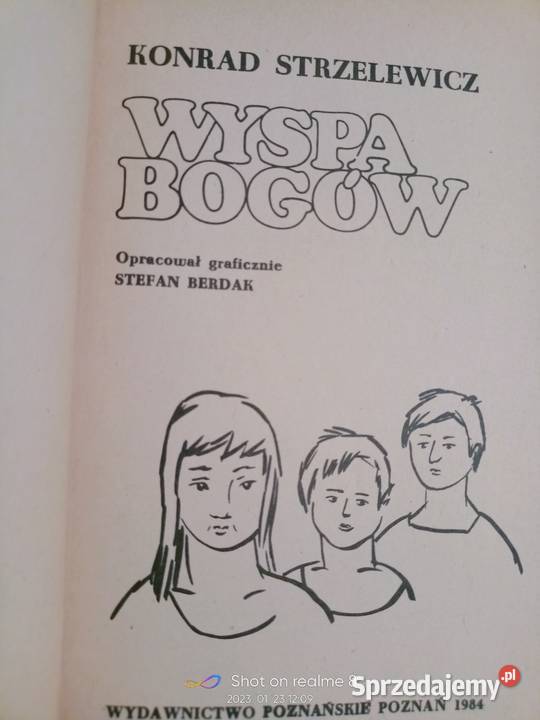 KONRAD STRZELEWICZ
WYSPA
BOGÓW
Opracował graficznie
STEFAN BERDAK
Shot on realme 8
2023.01.23 12:09
Sprzedajemy.pl
WYDAWNICTWO POZNAŃSKIE POZNAŃ 1984